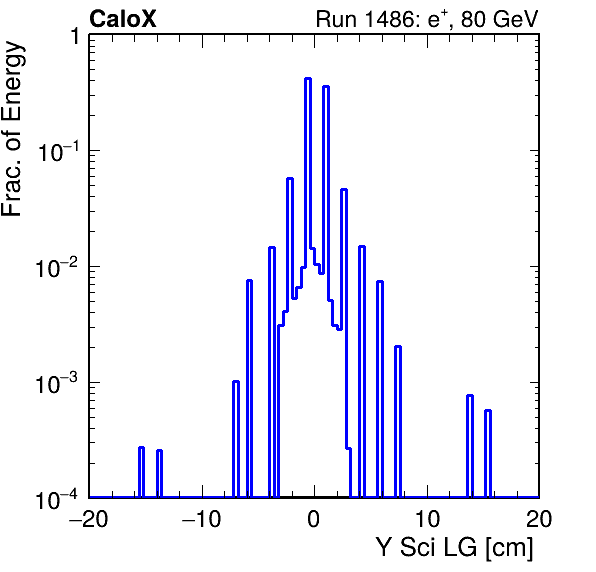 CaloX Run 1486: e⁺, 80 GeV
Frac. of Energy
1
10⁻¹
10⁻²
10⁻³
10⁻⁴
−20 −10 0 10 20
Y Sci LG [cm]